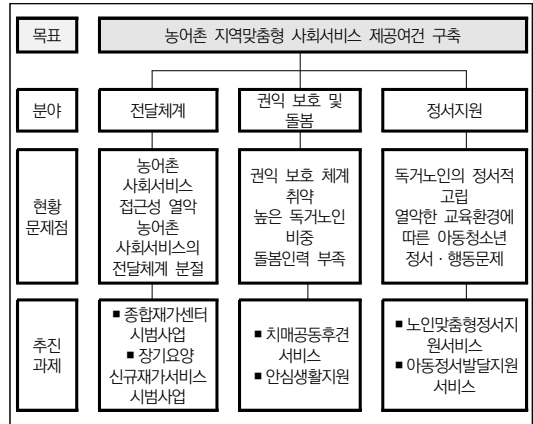 목표
농어촌 지역맞춤형 사회서비스 제공여건 구축
분야
전달체계
권익 보호 및
돌봄
정서지원
현황
문제점
농어촌
사회서비스
접근성 열악
농어촌
사회서비스의
전달체계 분절
권익 보호 체계
취약
높은 독거노인
비중
돌봄인력 부족
독거노인의 정서적
고립
열악한 교육환경에
따른 아동청소년
정서 · 행동문제
추진
과제
▪ 종합재가센터
시범사업
▪ 장기요양
신규재가서비스
시범사업
▪ 치매공동후견
서비스
▪ 안심생활지원
▪ 노인맞춤형정서지
원서비스
▪ 아동정서발달지원
서비스